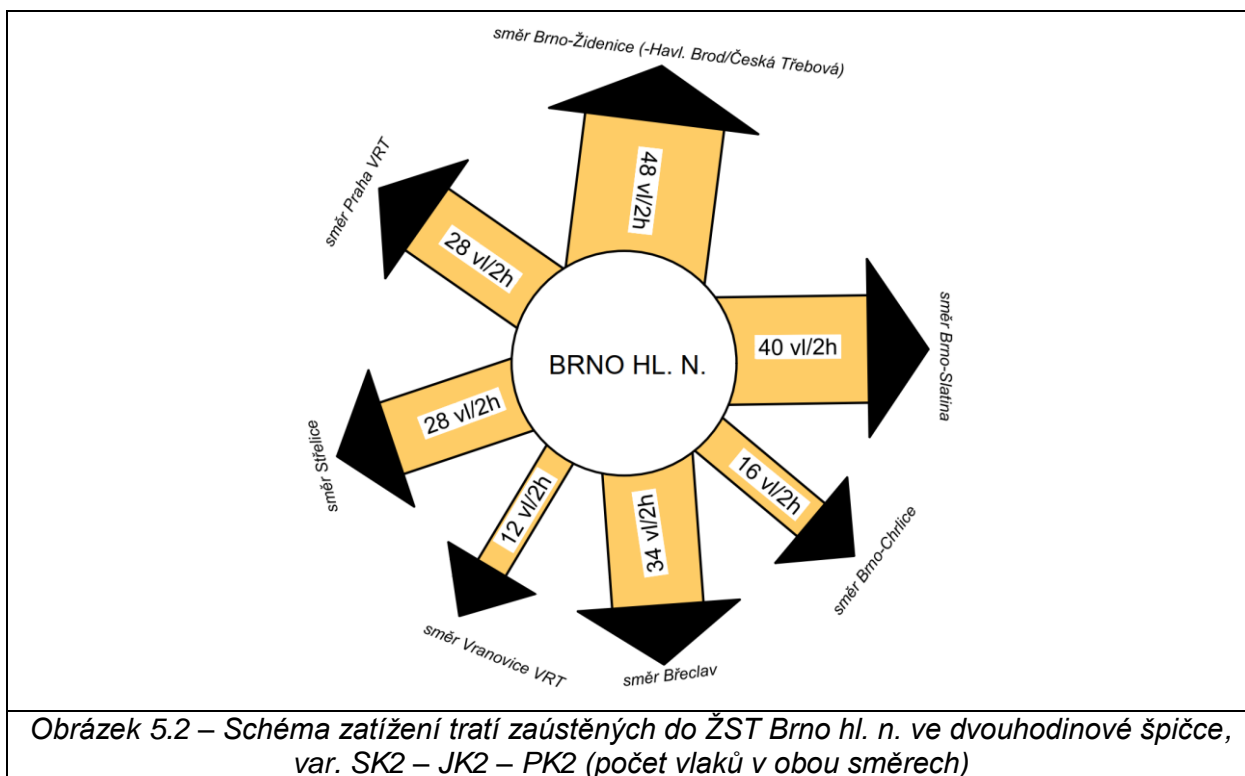 směr Brno-Židenice (-Havl. Brod/Česká Třebová)
48 vl/2h
směr Praha VRT
28 vl/2h
40 vl/2h
směr Brno-Slatina
BRNO HL. N.
28 vl/2h
směr Střelice
16 vl/2h
směr Brno-Chrlice
12 vl/2h
34 vl/2h
směr Vranovice VRT
směr Břeclav
Obrázek 5.2 – Schéma zatížení tratí zaústěných do ŽST Brno hl. n. ve dvouhodinové špičce,
var. SK2 – JK2 – PK2 (počet vlaků v obou směrech)